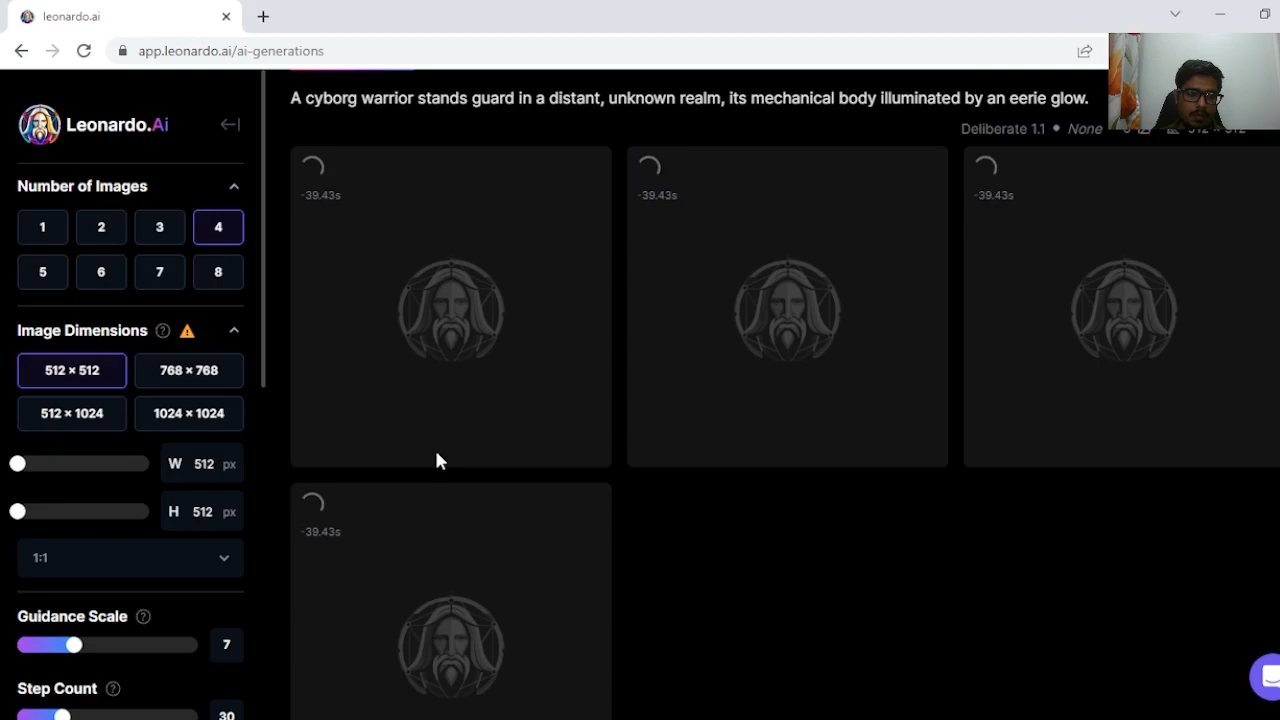 leonardo.ai
app.leonardo.ai/ai-generations
Leonardo.Ai
A cyborg warrior stands guard in a distant, unknown realm, its mechanical body illuminated by an eerie glow.
Deliberate 1.1 • None
Number of Images
1 2 3 4
5 6 7 8
Image Dimensions
512 × 512 768 × 768
512 × 1024 1024 × 1024
W 512 px
H 512 px
1:1
Guidance Scale
7
Step Count
30
-39.43s -39.43s -39.43s
-39.43s